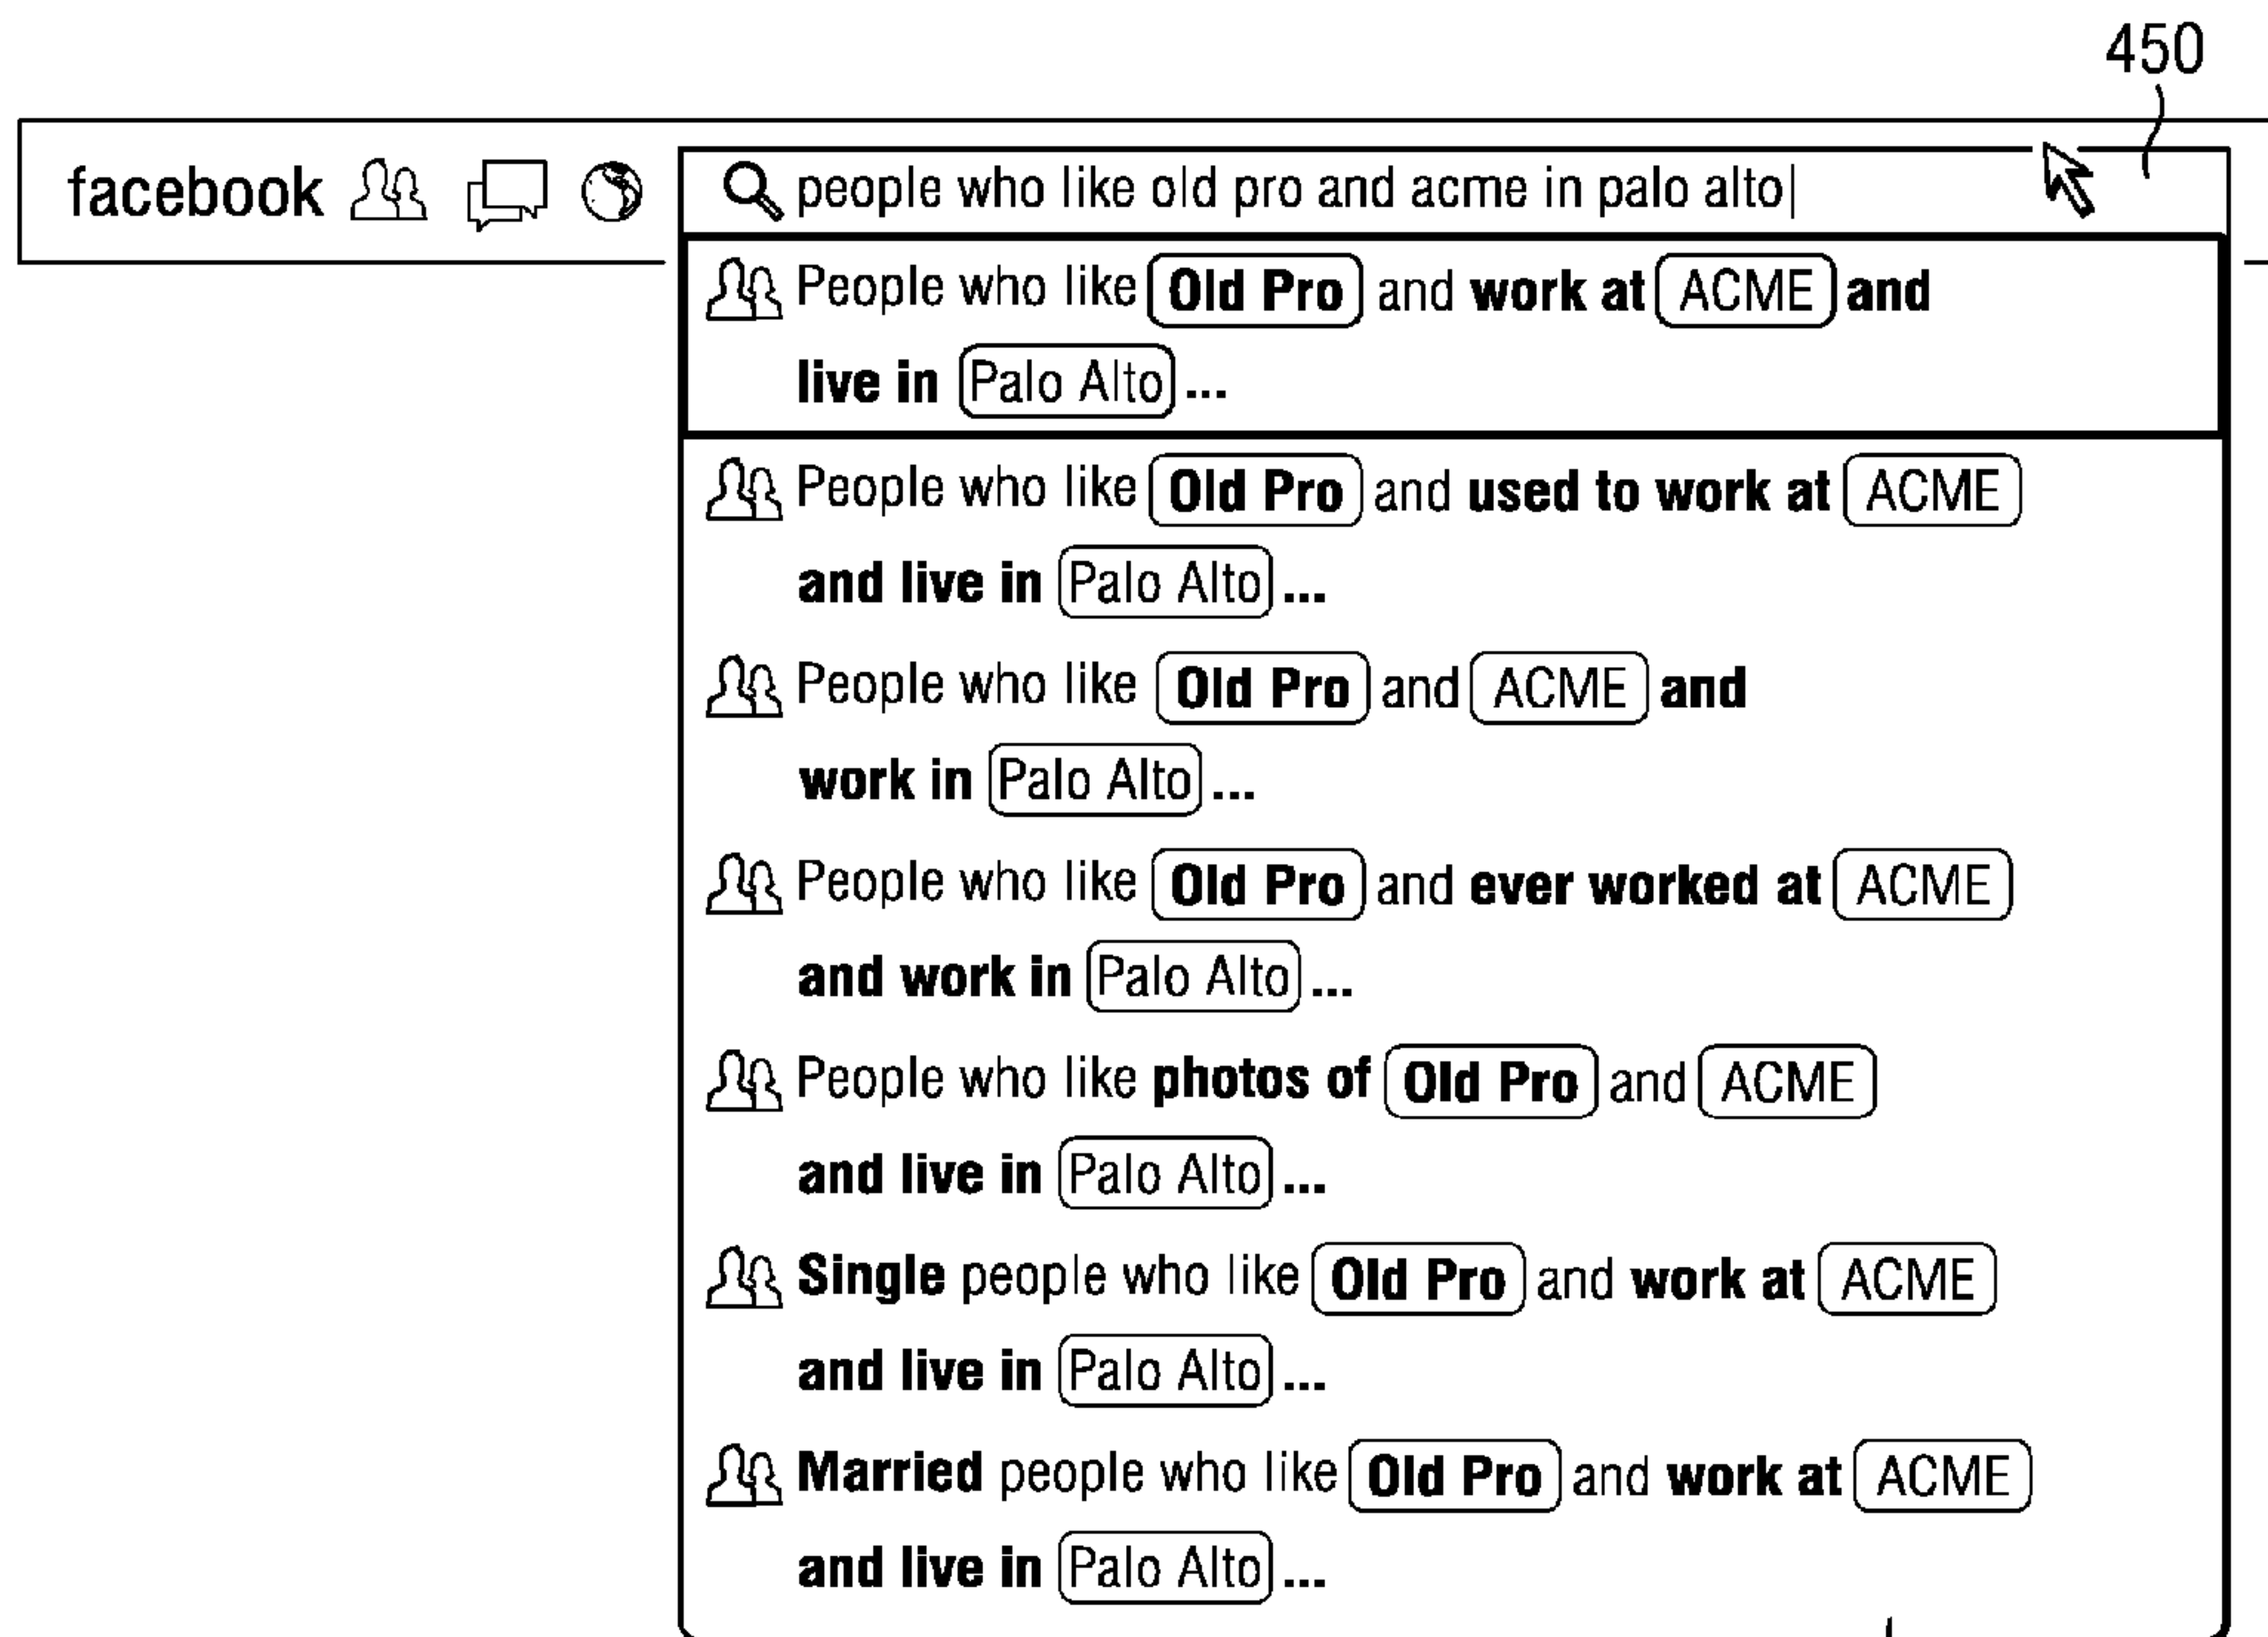 450
facebook people who like old pro and acme in palo alto
People who like Old Pro and work at ACME and
live in Palo Alto ...
People who like Old Pro and used to work at ACME
and live in Palo Alto ...
People who like Old Pro and ACME and
work in Palo Alto ...
People who like Old Pro and ever worked at ACME
and work in Palo Alto ...
People who like photos of Old Pro and ACME
and live in Palo Alto ...
Single people who like Old Pro and work at ACME
and live in Palo Alto ...
Married people who like Old Pro and work at ACME
and live in Palo Alto ...